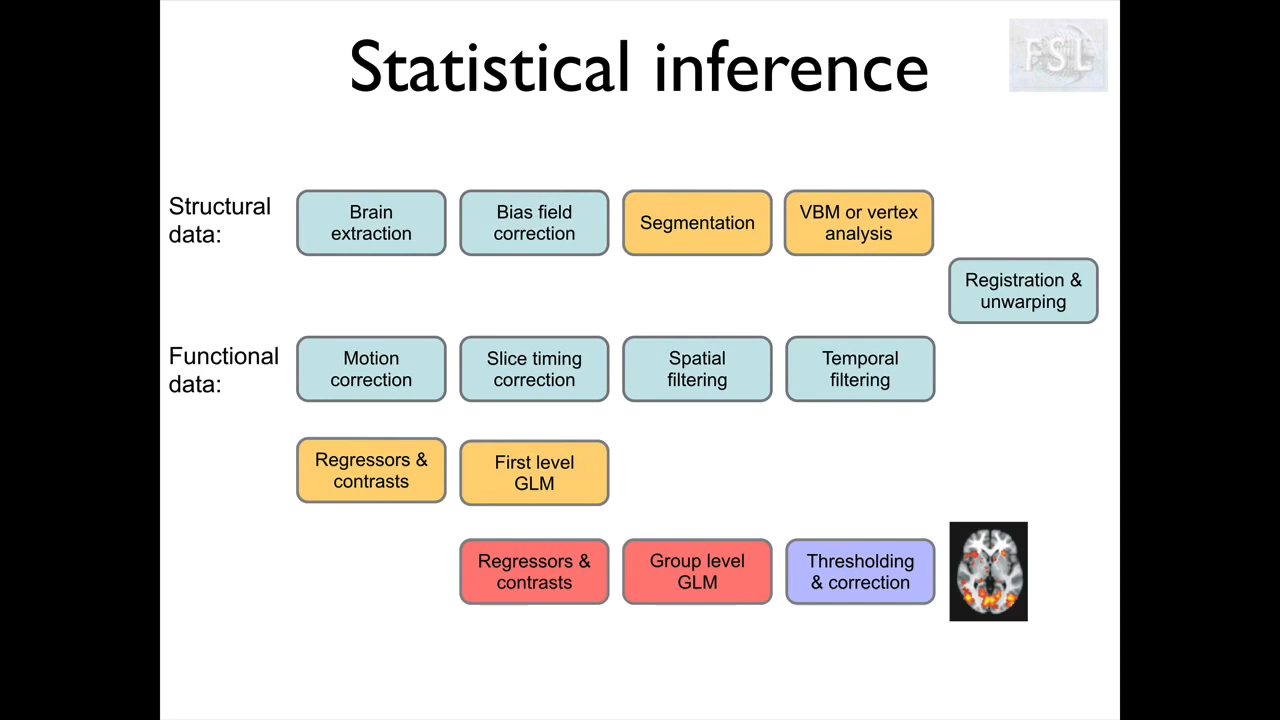 Statistical inference
FSL
Structural
data:
Brain
extraction
Bias field
correction
Segmentation
VBM or vertex
analysis
Registration &
unwarping
Functional
data:
Motion
correction
Slice timing
correction
Spatial
filtering
Temporal
filtering
Regressors &
contrasts
First level
GLM
Regressors &
contrasts
Group level
GLM
Thresholding
& correction